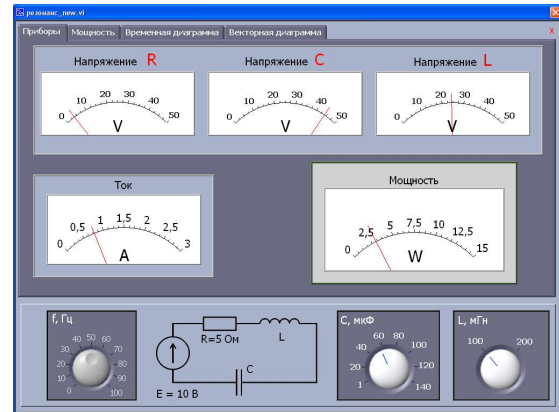 резонанс_new.vi
Приборы Мощность Временная диаграмма Векторная диаграмма X
Напряжение R Напряжение C Напряжение L
0 10 20 30 40 50 V
0 10 20 30 40 50 V
0 10 20 30 40 50 V
Ток
0 0,5 1 1,5 2 2,5 3
A
Мощность
0 2,5 5 7,5 10 12,5 15
W
f, Гц
0 10 20 30 40 50 60 70 80 90 100
R=5 Ом L
C
E = 10 В
C, мкФ
1 20 40 60 80 100 120 140
L, мГн
100 200